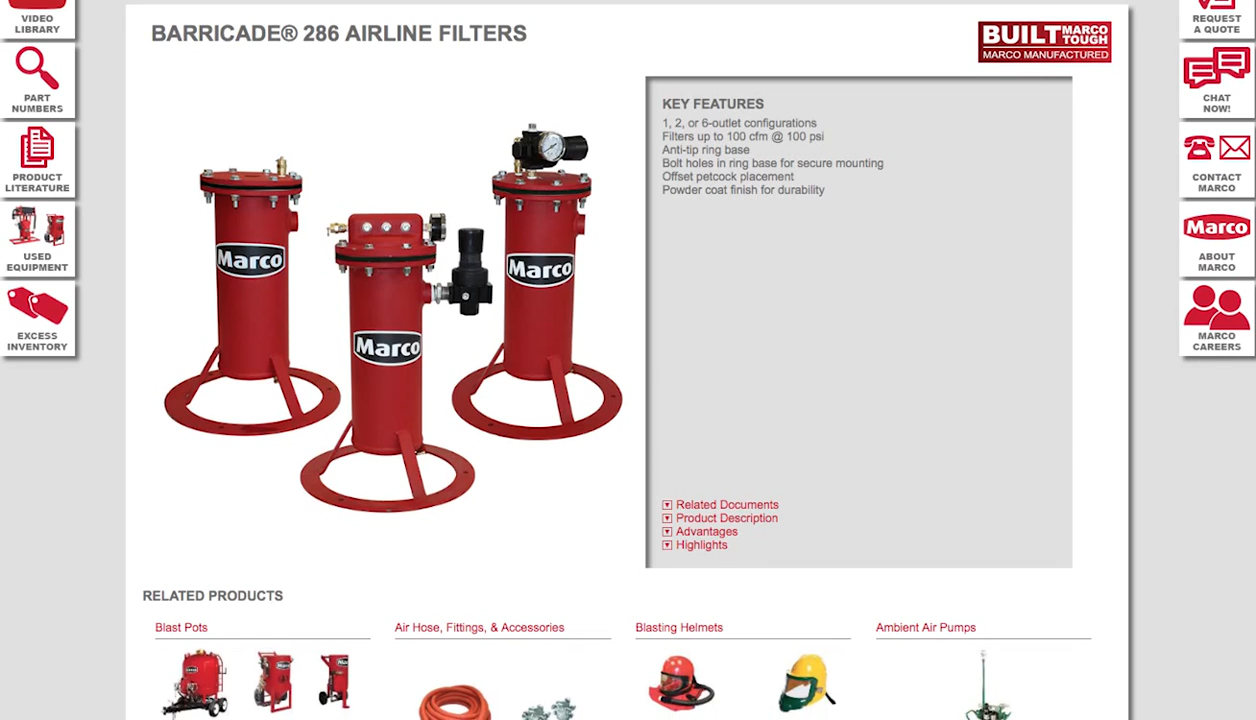 VIDEO
LIBRARY
PART
NUMBERS
PRODUCT
LITERATURE
USED
EQUIPMENT
EXCESS
INVENTORY
BARRICADE® 286 AIRLINE FILTERS
BUILT MARCO TOUGH
MARCO MANUFACTURED
Marco
Marco
Marco
KEY FEATURES
1, 2, or 6-outlet configurations
Filters up to 100 cfm @ 100 psi
Anti-tip ring base
Bolt holes in ring base for secure mounting
Offset petcock placement
Powder coat finish for durability
Related Documents
Product Description
Advantages
Highlights
REQUEST
A QUOTE
CHAT
NOW!
CONTACT
MARCO
Marco
ABOUT
MARCO
MARCO
CAREERS
RELATED PRODUCTS
Blast Pots
Air Hose, Fittings, & Accessories
Blasting Helmets
Ambient Air Pumps